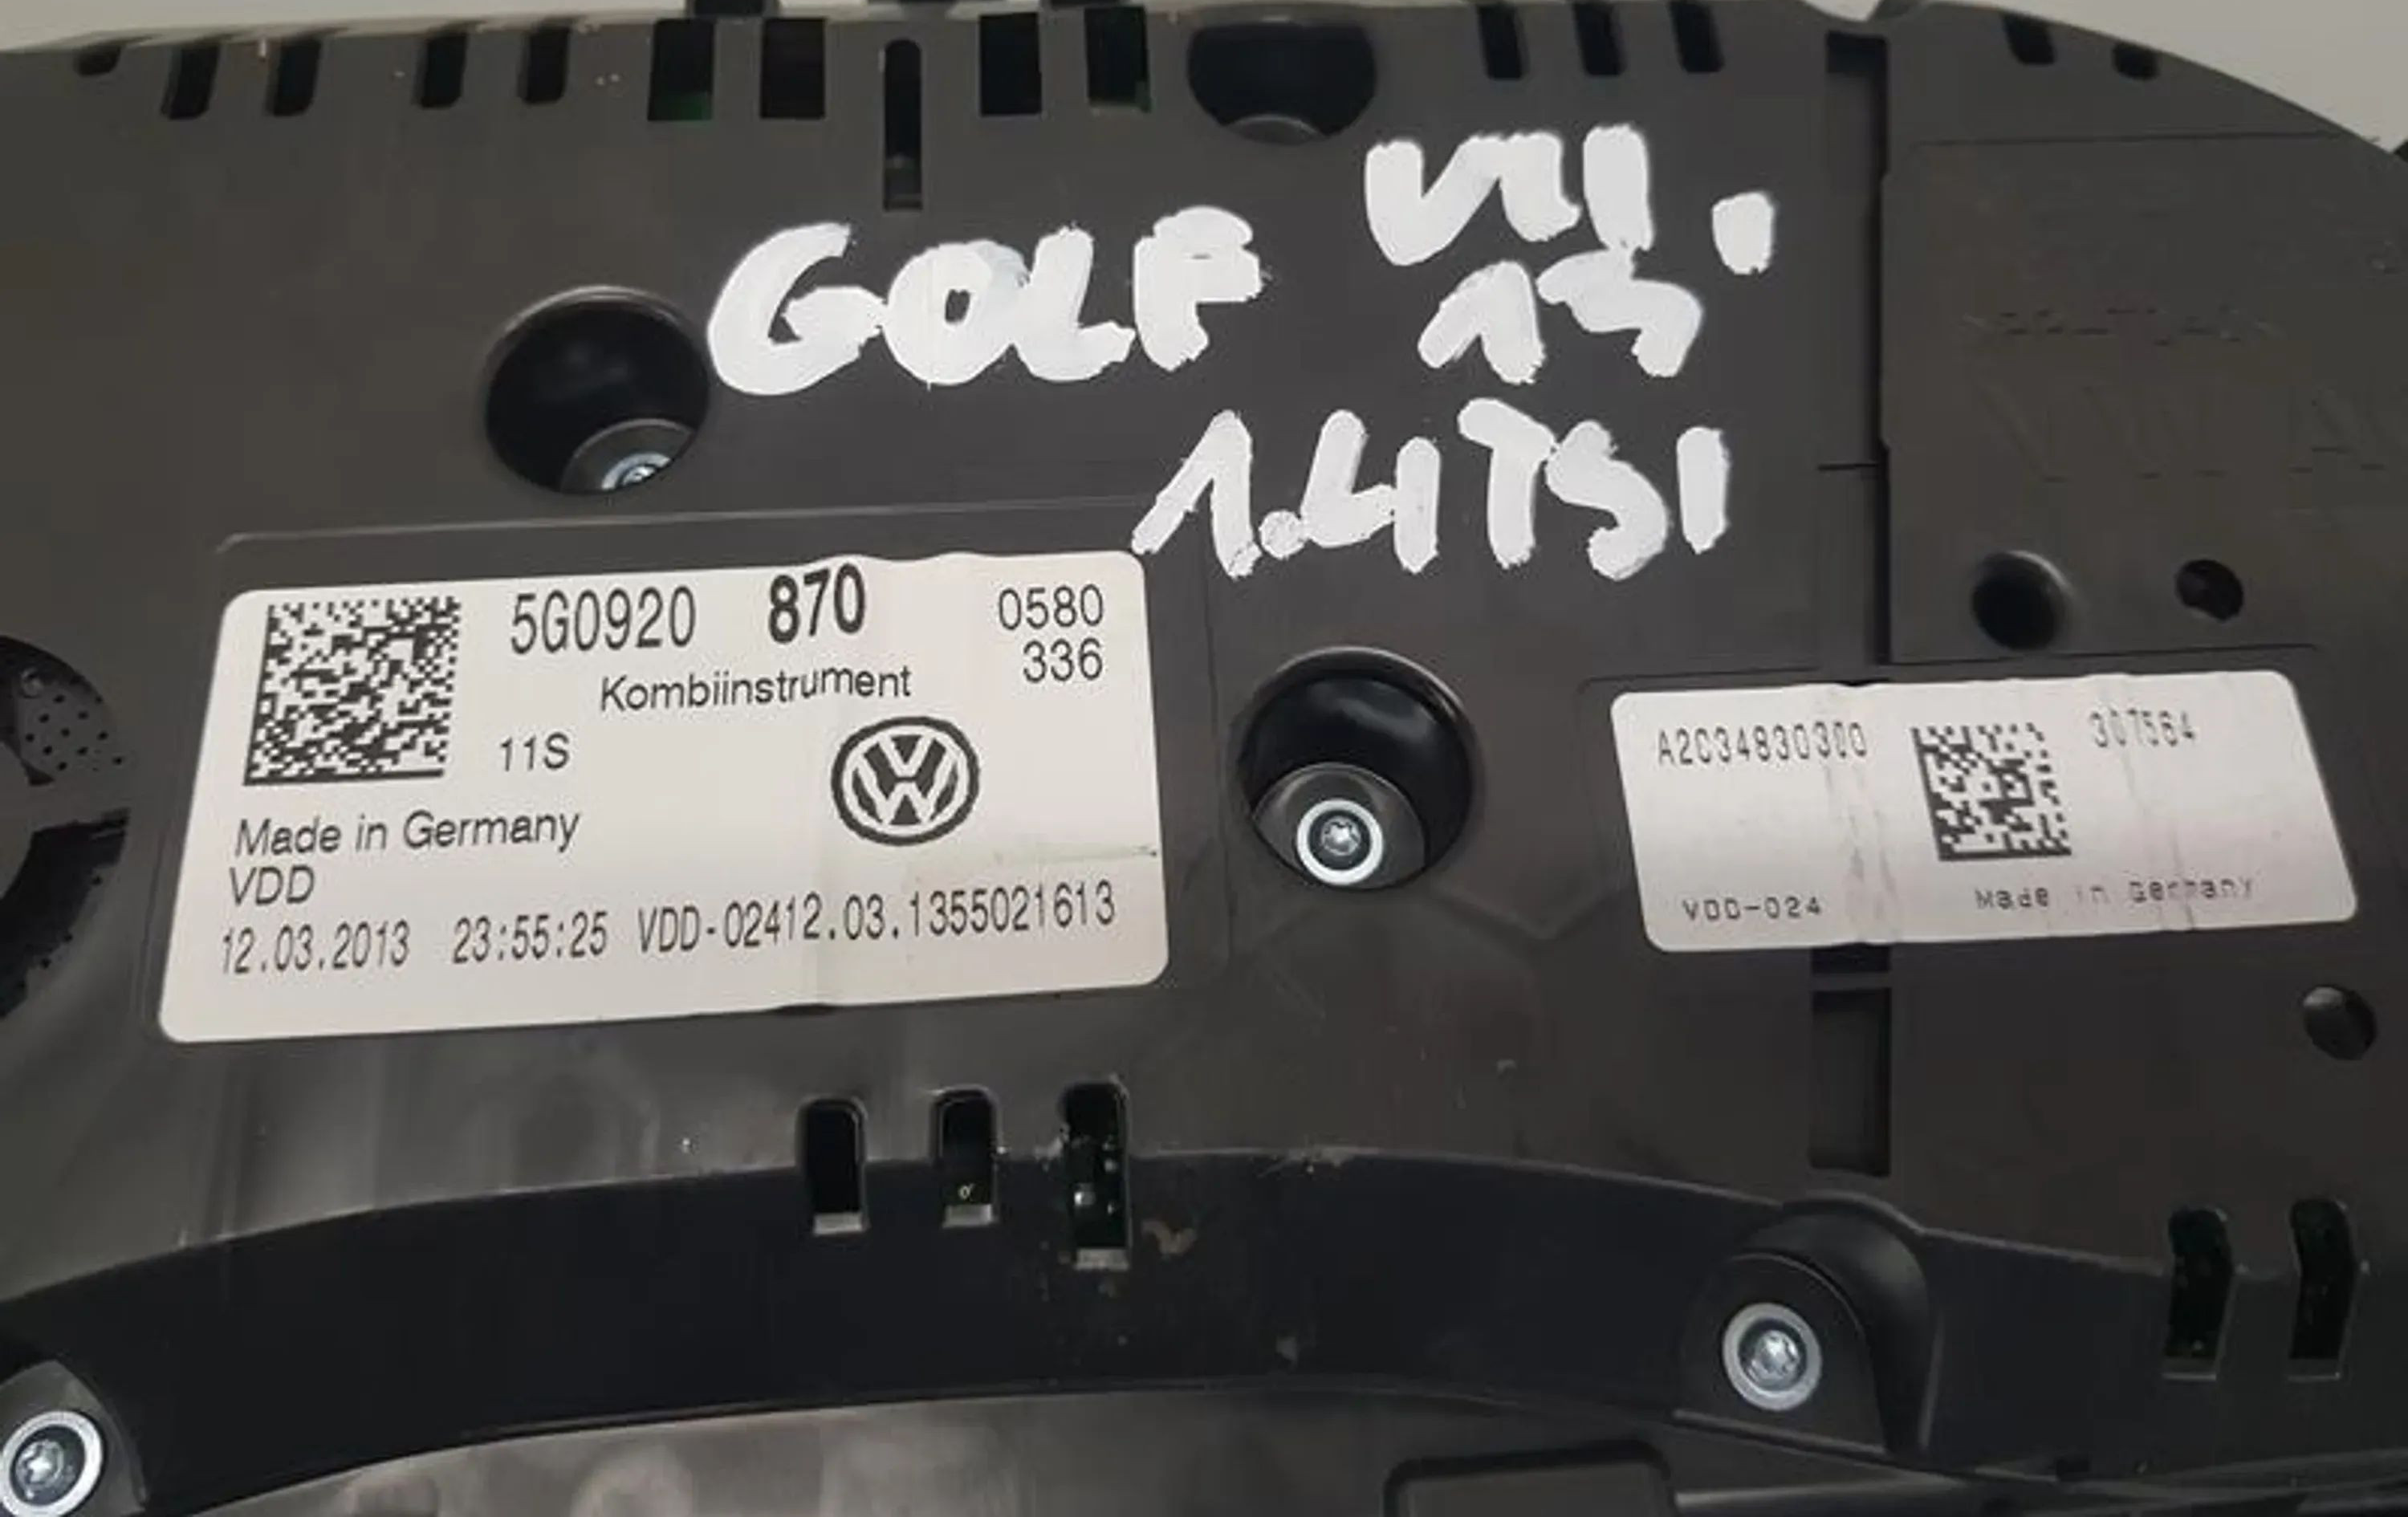 GOLF VII.
13
1.4TSI
5G0920 870 0580
336
Kombiinstrument
11S
Made in Germany
VDD
12.03.2013 23:55:25 VDD-02412.03.1355021613
A2C34830300 307564
VDD-024 Made in Germany